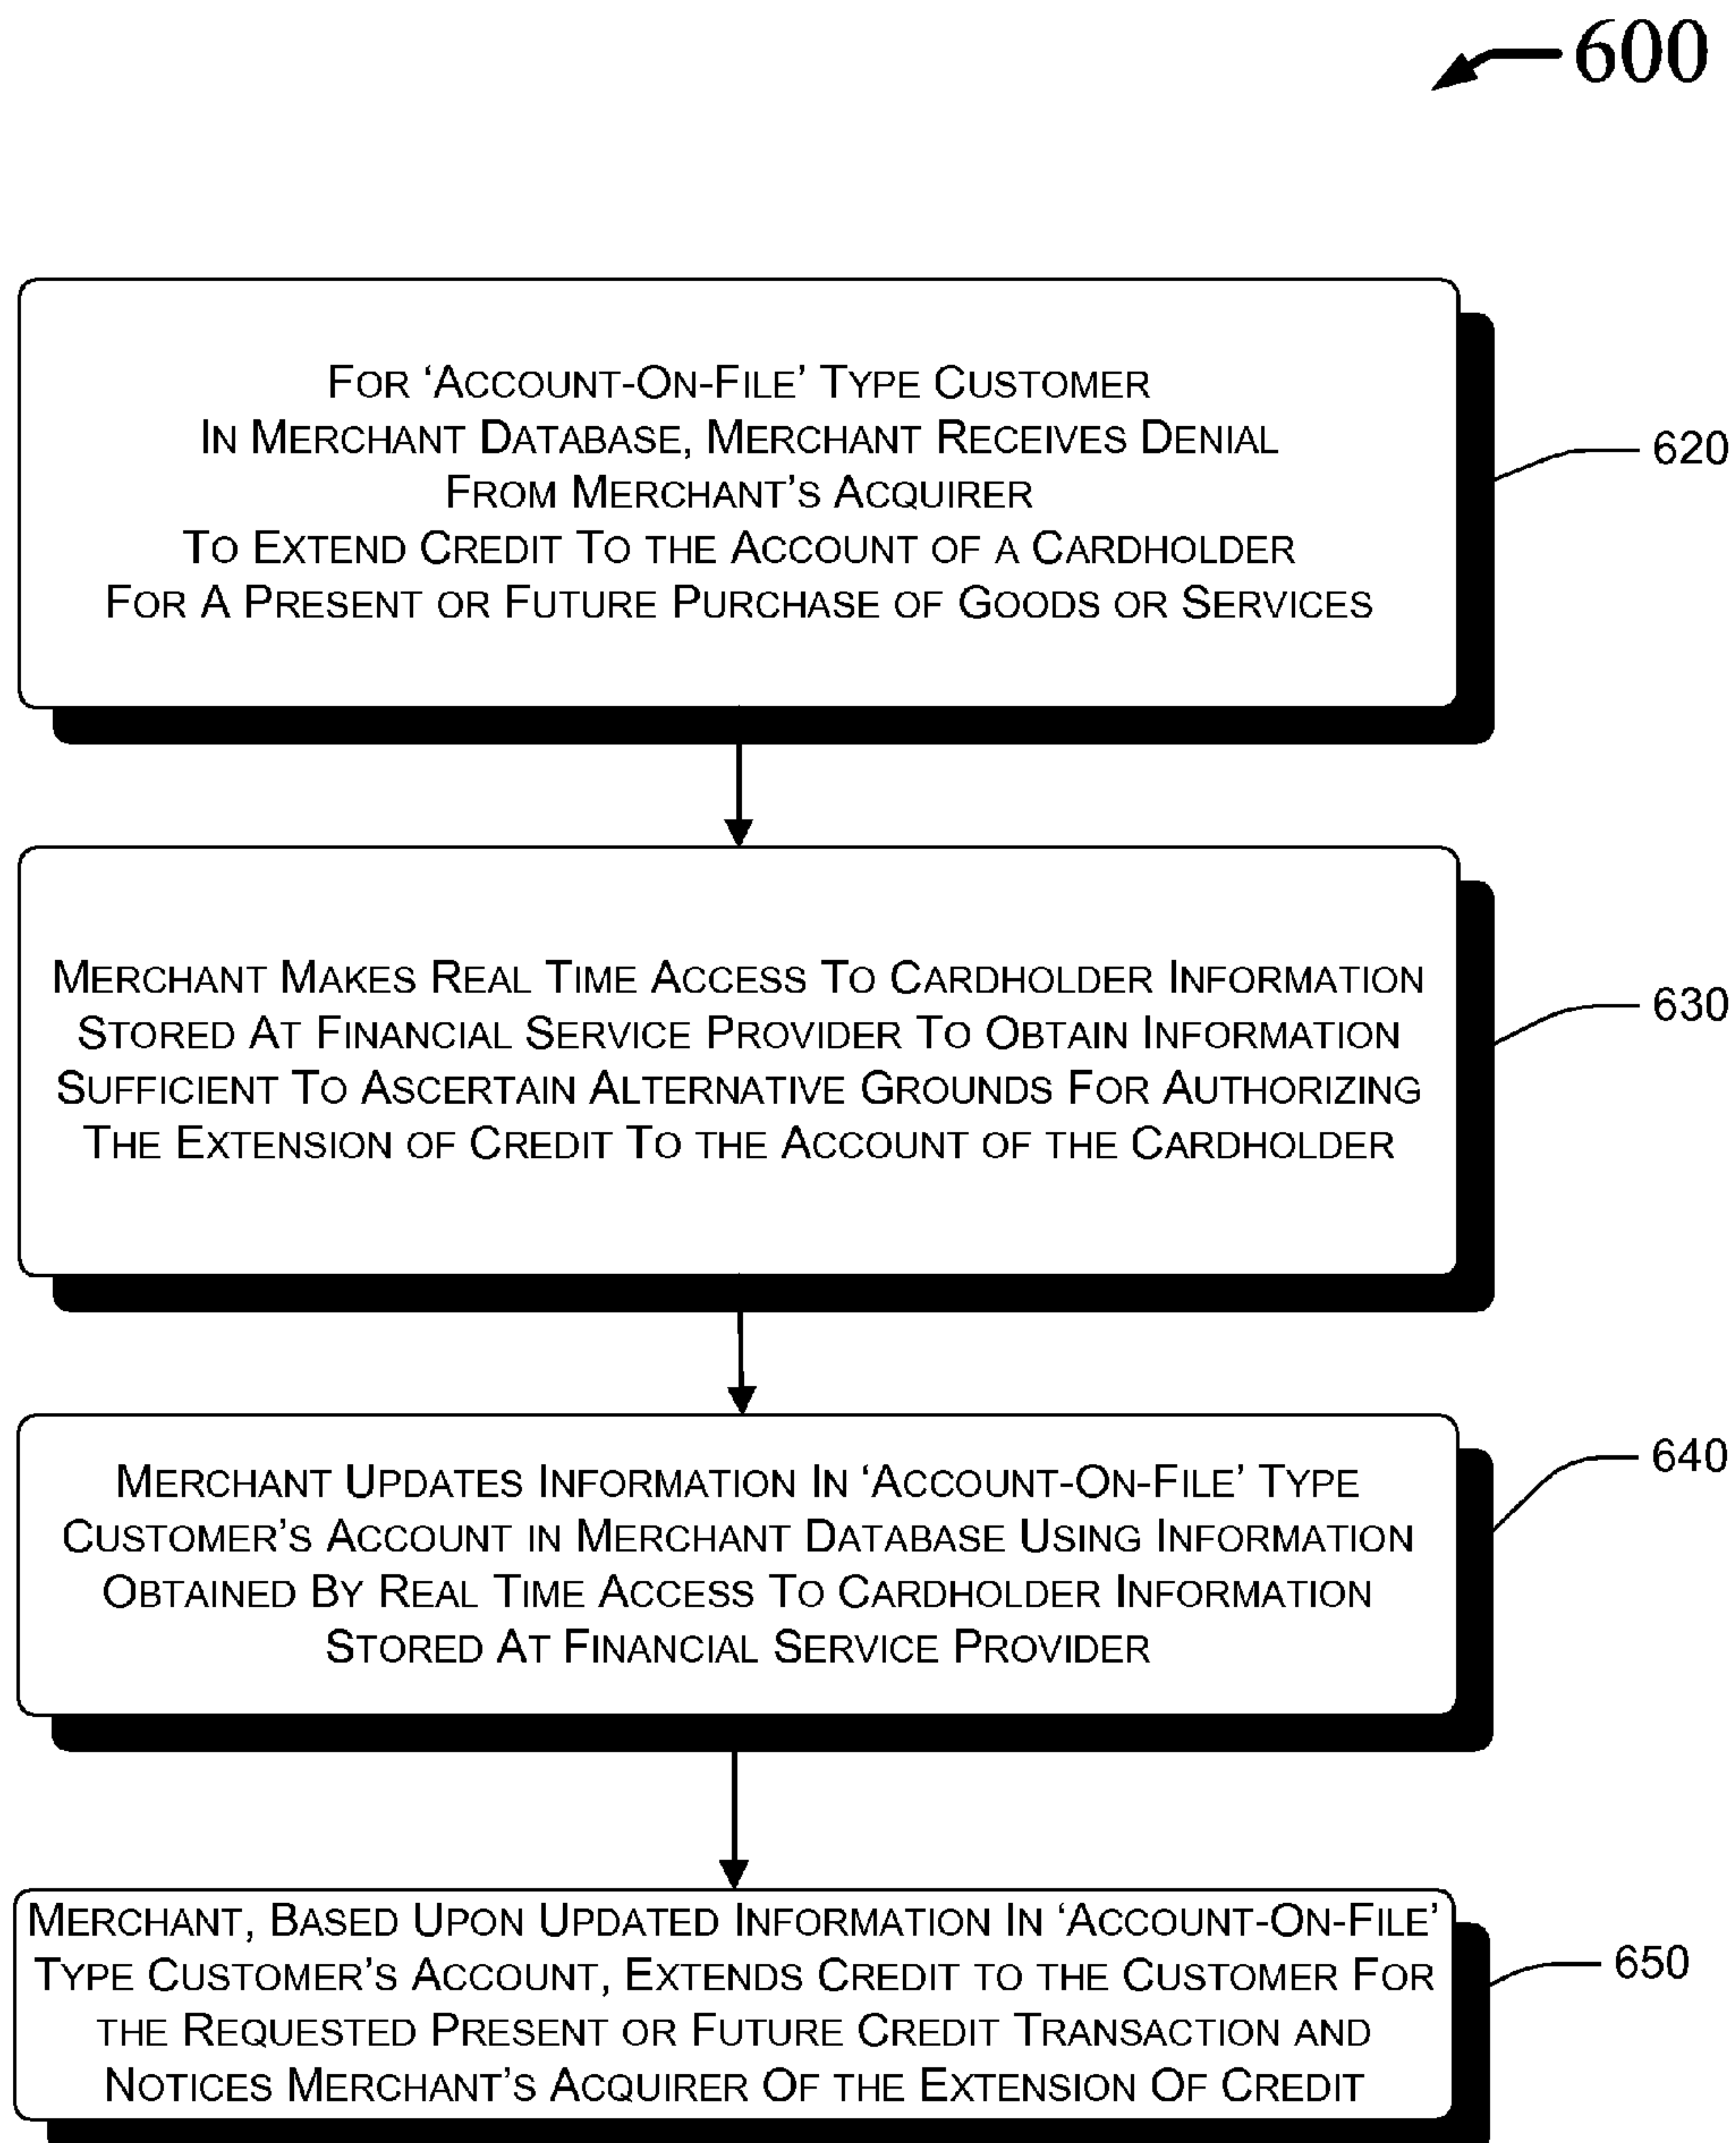 600
FOR ‘ACCOUNT-ON-FILE’ TYPE CUSTOMER
IN MERCHANT DATABASE, MERCHANT RECEIVES DENIAL
FROM MERCHANT’S ACQUIRER
TO EXTEND CREDIT TO THE ACCOUNT OF A CARDHOLDER
FOR A PRESENT OR FUTURE PURCHASE OF GOODS OR SERVICES
620
MERCHANT MAKES REAL TIME ACCESS TO CARDHOLDER INFORMATION
STORED AT FINANCIAL SERVICE PROVIDER TO OBTAIN INFORMATION
SUFFICIENT TO ASCERTAIN ALTERNATIVE GROUNDS FOR AUTHORIZING
THE EXTENSION OF CREDIT TO THE ACCOUNT OF THE CARDHOLDER
630
MERCHANT UPDATES INFORMATION IN ‘ACCOUNT-ON-FILE’ TYPE
CUSTOMER’S ACCOUNT IN MERCHANT DATABASE USING INFORMATION
OBTAINED BY REAL TIME ACCESS TO CARDHOLDER INFORMATION
STORED AT FINANCIAL SERVICE PROVIDER
640
MERCHANT, BASED UPON UPDATED INFORMATION IN ‘ACCOUNT-ON-FILE’
TYPE CUSTOMER’S ACCOUNT, EXTENDS CREDIT TO THE CUSTOMER FOR
THE REQUESTED PRESENT OR FUTURE CREDIT TRANSACTION AND
NOTICES MERCHANT’S ACQUIRER OF THE EXTENSION OF CREDIT
650